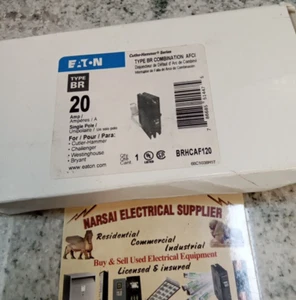 EATON
Cutler-Hammer Series
TYPE BR COMBINATION AFCI
TYPE
BR
20
Amp /
Amperios / A
Single Pole /
For / Pour / Para:
• Cutler-Hammer
• Challenger
• Westinghouse
• Bryant
www.eaton.com
1
BRHCAF120
NARSAI ELECTRICAL SUPPLIER
Residential
Commercial
Industrial
Buy & Sell Used Electrical Equipment
Licensed & insured